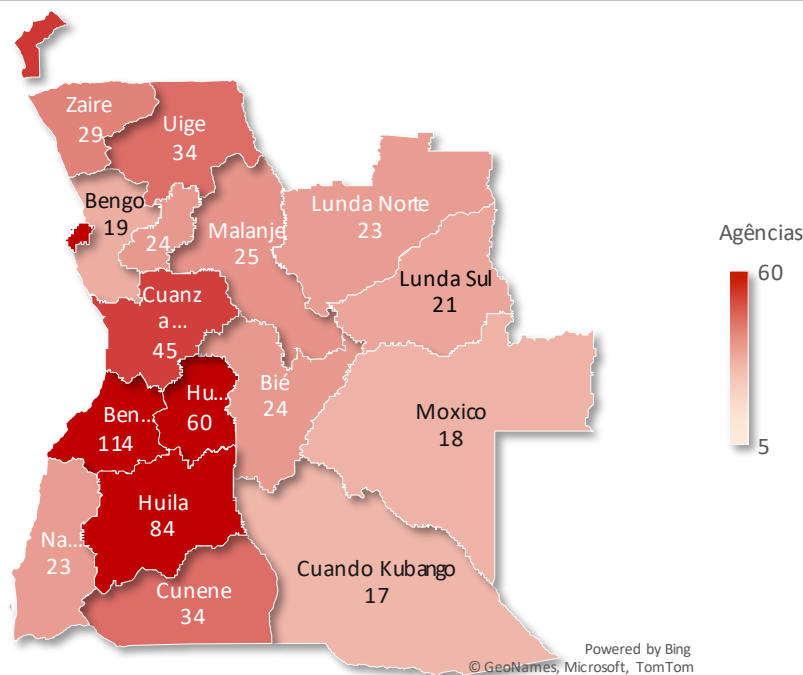 Zaire
29
Uige
34
Bengo
19
24
Malanje
25
Lunda Norte
23
Lunda Sul
21
Agências
60
5
Cuanz
a...
45
Hu...
60
Bié
24
Ben...
114
Moxico
18
Huila
84
Na...
23
Cuando Kubango
17
Cunene
34
Powered by Bing
© GeoNames, Microsoft, TomTom